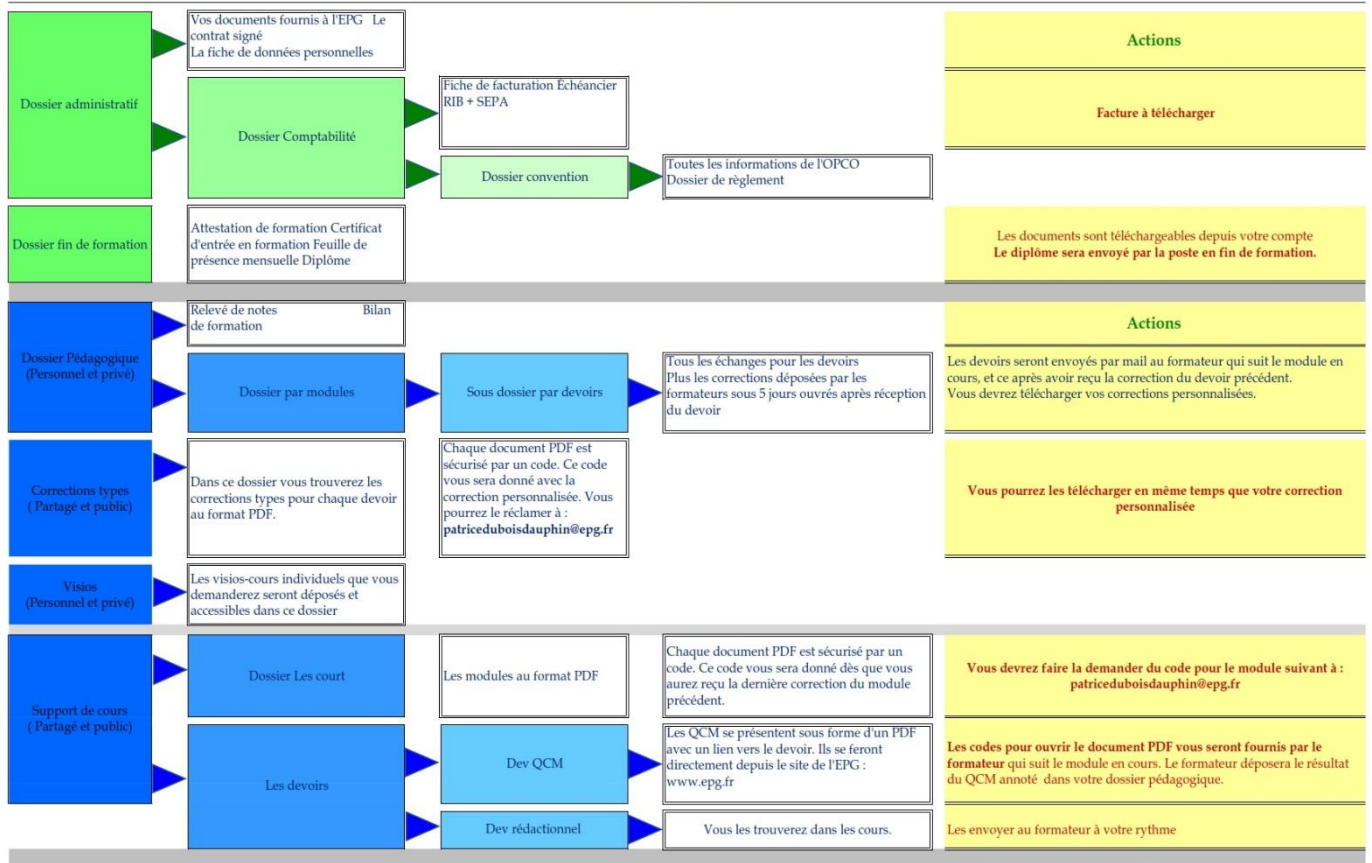 Vos documents fournis à l'EPG Le
contrat signé
La fiche de données personnelles
Actions
Dossier administratif
Dossier Comptabilité
Fiche de facturation Échéancier
RIB + SEPA
Facture à télécharger
Dossier convention
Toutes les informations de l'OPCO
Dossier de règlement
Dossier fin de formation
Attestation de formation Certificat
d'entrée en formation Feuille de
présence mensuelle Diplôme
Les documents sont téléchargeables depuis votre compte
Le diplôme sera envoyé par la poste en fin de formation.
Relevé de notes Bilan
de formation
Actions
Dossier Pédagogique
(Personnel et privé)
Dossier par modules
Sous dossier par devoirs
Tous les échanges pour les devoirs
Plus les corrections déposées par les
formateurs sous 5 jours ouvrés après réception
du devoir
Les devoirs seront envoyés par mail au formateur qui suit le module en
cours, et ce après avoir reçu la correction du devoir précédent.
Vous devrez télécharger vos corrections personnalisées.
Corrections types
( Partagé et public)
Dans ce dossier vous trouverez les
corrections types pour chaque devoir
au format PDF.
Chaque document PDF est
sécurisé par un code. Ce code
vous sera donné avec la
correction personnalisée. Vous
pourrez le réclamer à :
patriceduboisdauphin@epg.fr
Vous pourrez les télécharger en même temps que votre correction
personnalisée
Visios
(Personnel et privé)
Les visios-cours individuels que vous
demanderez seront déposés et
accessibles dans ce dossier
Support de cours
( Partagé et public)
Dossier Les court
Les modules au format PDF
Chaque document PDF est sécurisé par un
code. Ce code vous sera donné dès que vous
aurez reçu la dernière correction du module
précédent.
Vous devrez faire la demander du code pour le module suivant à :
patriceduboisdauphin@epg.fr
Les devoirs
Dev QCM
Les QCM se présentent sous forme d'un PDF
avec un lien vers le devoir. Ils se feront
directement depuis le site de l'EPG :
www.epg.fr
Les codes pour ouvrir le document PDF vous seront fournis par le
formateur qui suit le module en cours. Le formateur déposera le résultat
du QCM annoté dans votre dossier pédagogique.
Dev rédactionnel
Vous les trouverez dans les cours.
Les envoyer au formateur à votre rythme